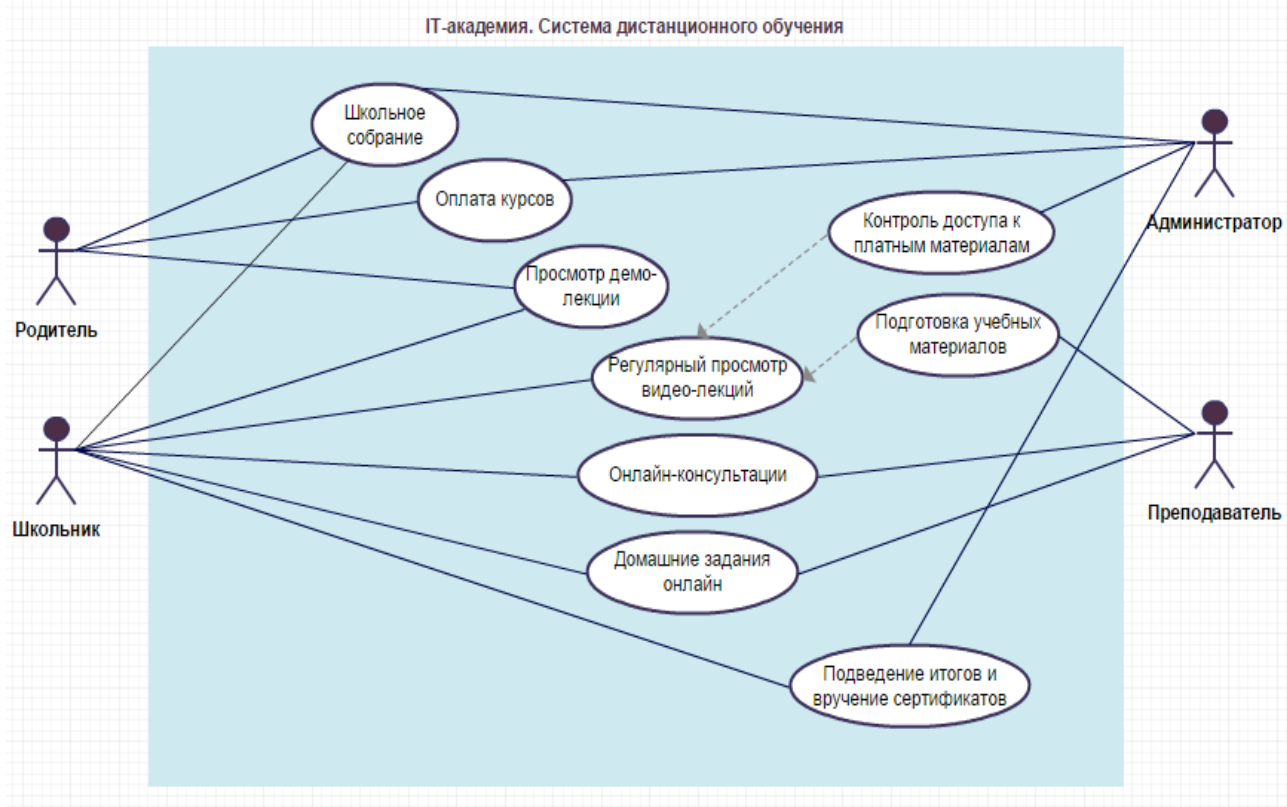 IT-академия. Система дистанционного обучения
Школьное
собрание
Оплата курсов
Контроль доступа к
платным материалам
Администратор
Просмотр демо-
лекции
Родитель
Подготовка учебных
материалов
Регулярный просмотр
видео-лекций
Онлайн-консультации
Школьник
Преподаватель
Домашние задания
онлайн
Подведение итогов и
вручение сертификатов